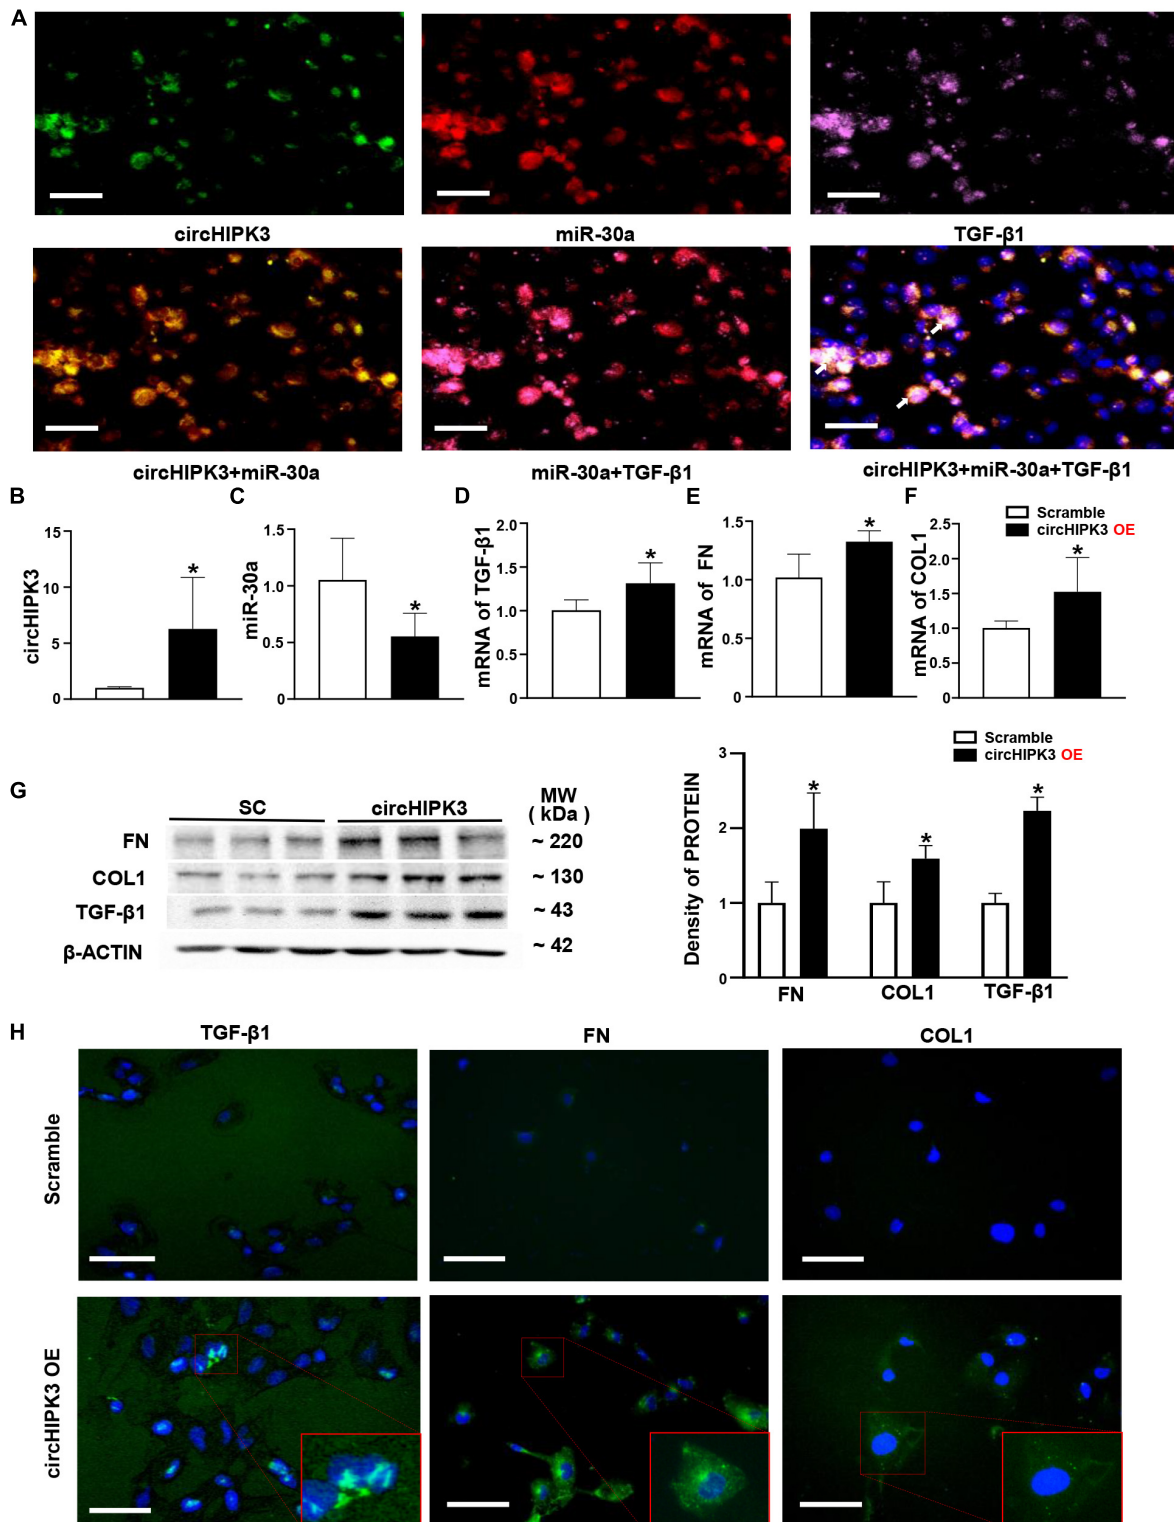 A
circHIPK3
miR-30a
TGF-β1
circHIPK3+miR-30a
miR-30a+TGF-β1
circHIPK3+miR-30a+TGF-β1
B
circHIPK3
15
10
5
0
*
C
miR-30a
1.5
1.0
0.5
0
*
D
mRNA of TGF-β1
2.0
1.5
1.0
0.5
0
*
E
mRNA of FN
1.5
1.0
0.5
0
*
F
Scramble
circHIPK3 OE
mRNA of COL1
2.5
2.0
1.5
1.0
0.5
0
*
G
SC
circHIPK3
MW
( kDa )
FN
~ 220
COL1
~ 130
TGF-β1
~ 43
β-ACTIN
~ 42
Scramble
circHIPK3 OE
Density of PROTEIN
3
2
1
0
*
*
*
FN
COL1
TGF-β1
H
TGF-β1
FN
COL1
Scramble
circHIPK3 OE